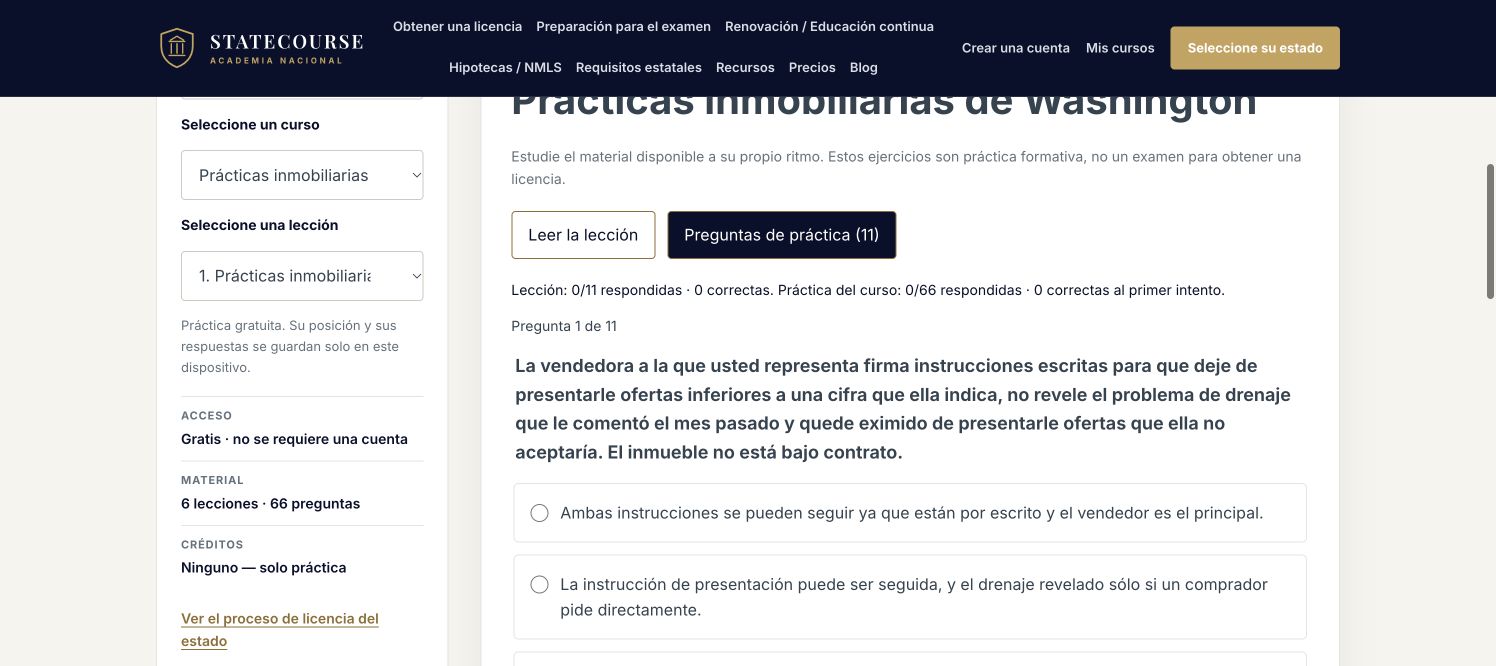 STATECOURSE
ACADEMIA NACIONAL
Obtener una licencia Preparación para el examen Renovación / Educación continua
Hipotecas / NMLS Requisitos estatales Recursos Precios Blog
Crear una cuenta Mis cursos Seleccione su estado
Seleccione un curso
Prácticas inmobiliarias
Seleccione una lección
1. Prácticas inmobiliaria
Práctica gratuita. Su posición y sus
respuestas se guardan solo en este
dispositivo.
ACCESO
Gratis · no se requiere una cuenta
MATERIAL
6 lecciones · 66 preguntas
CRÉDITOS
Ninguno — solo práctica
Ver el proceso de licencia del
estado
Prácticas inmobiliarias de Washington
Estudie el material disponible a su propio ritmo. Estos ejercicios son práctica formativa, no un examen para obtener una
licencia.
Leer la lección Preguntas de práctica (11)
Lección: 0/11 respondidas · 0 correctas. Práctica del curso: 0/66 respondidas · 0 correctas al primer intento.
Pregunta 1 de 11
La vendedora a la que usted representa firma instrucciones escritas para que deje de
presentarle ofertas inferiores a una cifra que ella indica, no revele el problema de drenaje
que le comentó el mes pasado y quede eximido de presentarle ofertas que ella no
aceptaría. El inmueble no está bajo contrato.
Ambas instrucciones se pueden seguir ya que están por escrito y el vendedor es el principal.
La instrucción de presentación puede ser seguida, y el drenaje revelado sólo si un comprador
pide directamente.